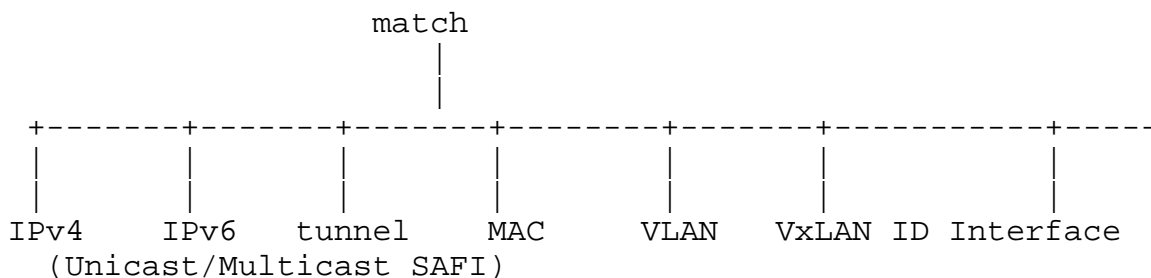 match
IPv4 IPv6 tunnel MAC VLAN VxLAN ID Interface
(Unicast/Multicast SAFI)